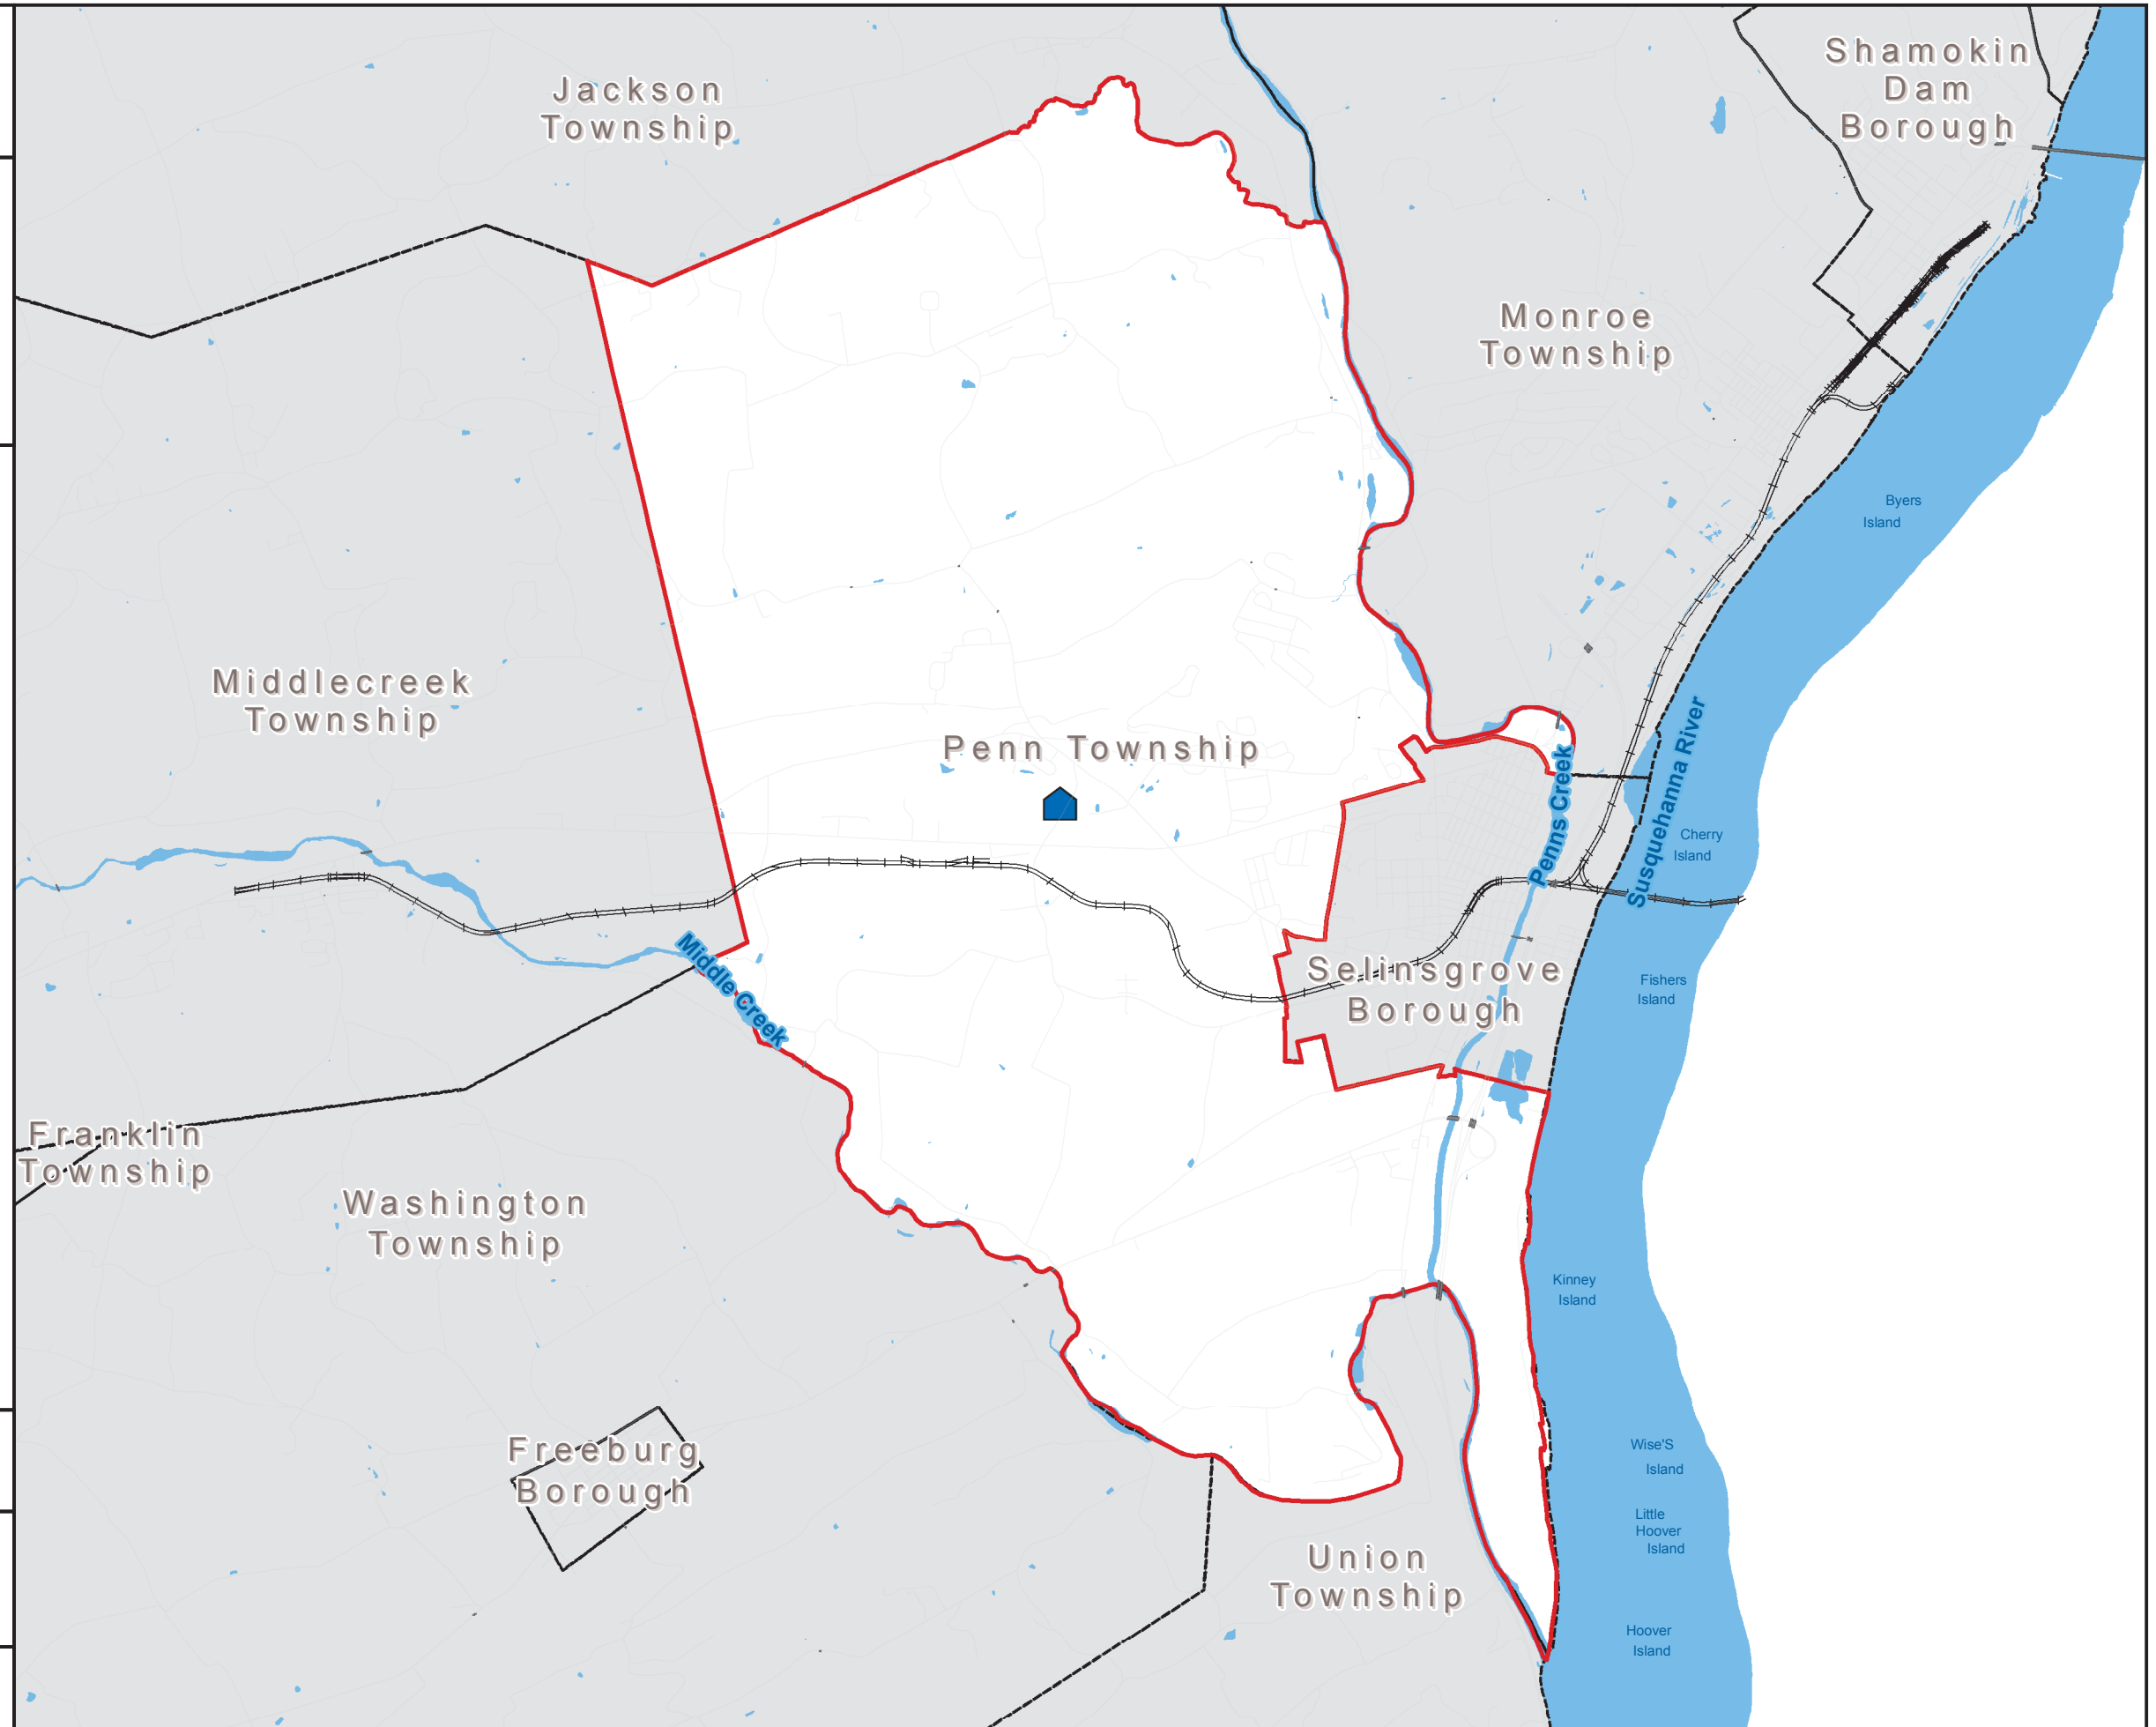 Shamokin
Dam
Borough
Jackson
Township
Monroe
Township
Byers
Island
Middlecreek
Township
Penn Township
Penns Creek
Susquehanna River
Cherry
Island
Middle Creek
Selinsgrove
Borough
Fishers
Island
Franklin
Township
Washington
Township
Kinney
Island
Freeburg
Borough
Wise'S
Island
Little
Hoover
Island
Union
Township
Hoover
Island